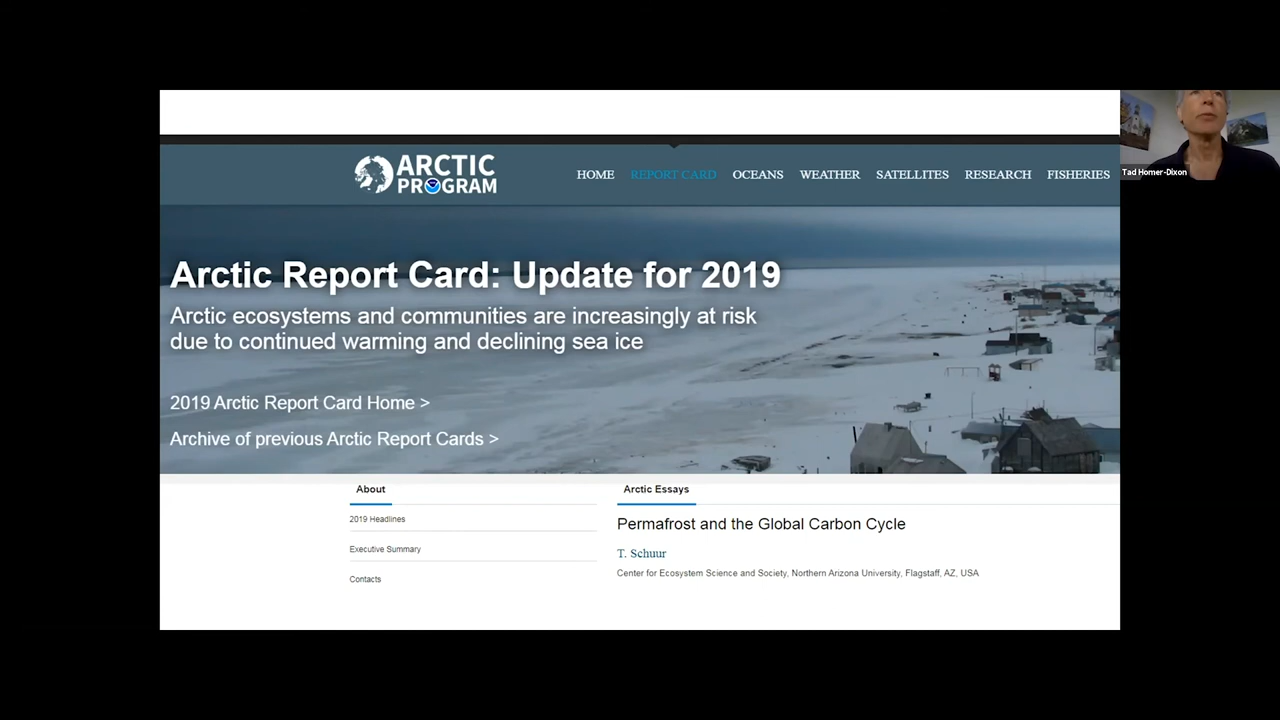 ARCTIC
PROGRAM
HOME REPORT CARD OCEANS WEATHER SATELLITES RESEARCH FISHERIES
Tad Homer-Dixon
Arctic Report Card: Update for 2019
Arctic ecosystems and communities are increasingly at risk
due to continued warming and declining sea ice
2019 Arctic Report Card Home >
Archive of previous Arctic Report Cards >
About
2019 Headlines
Executive Summary
Contacts
Arctic Essays
Permafrost and the Global Carbon Cycle
T. Schuur
Center for Ecosystem Science and Society, Northern Arizona University, Flagstaff, AZ, USA